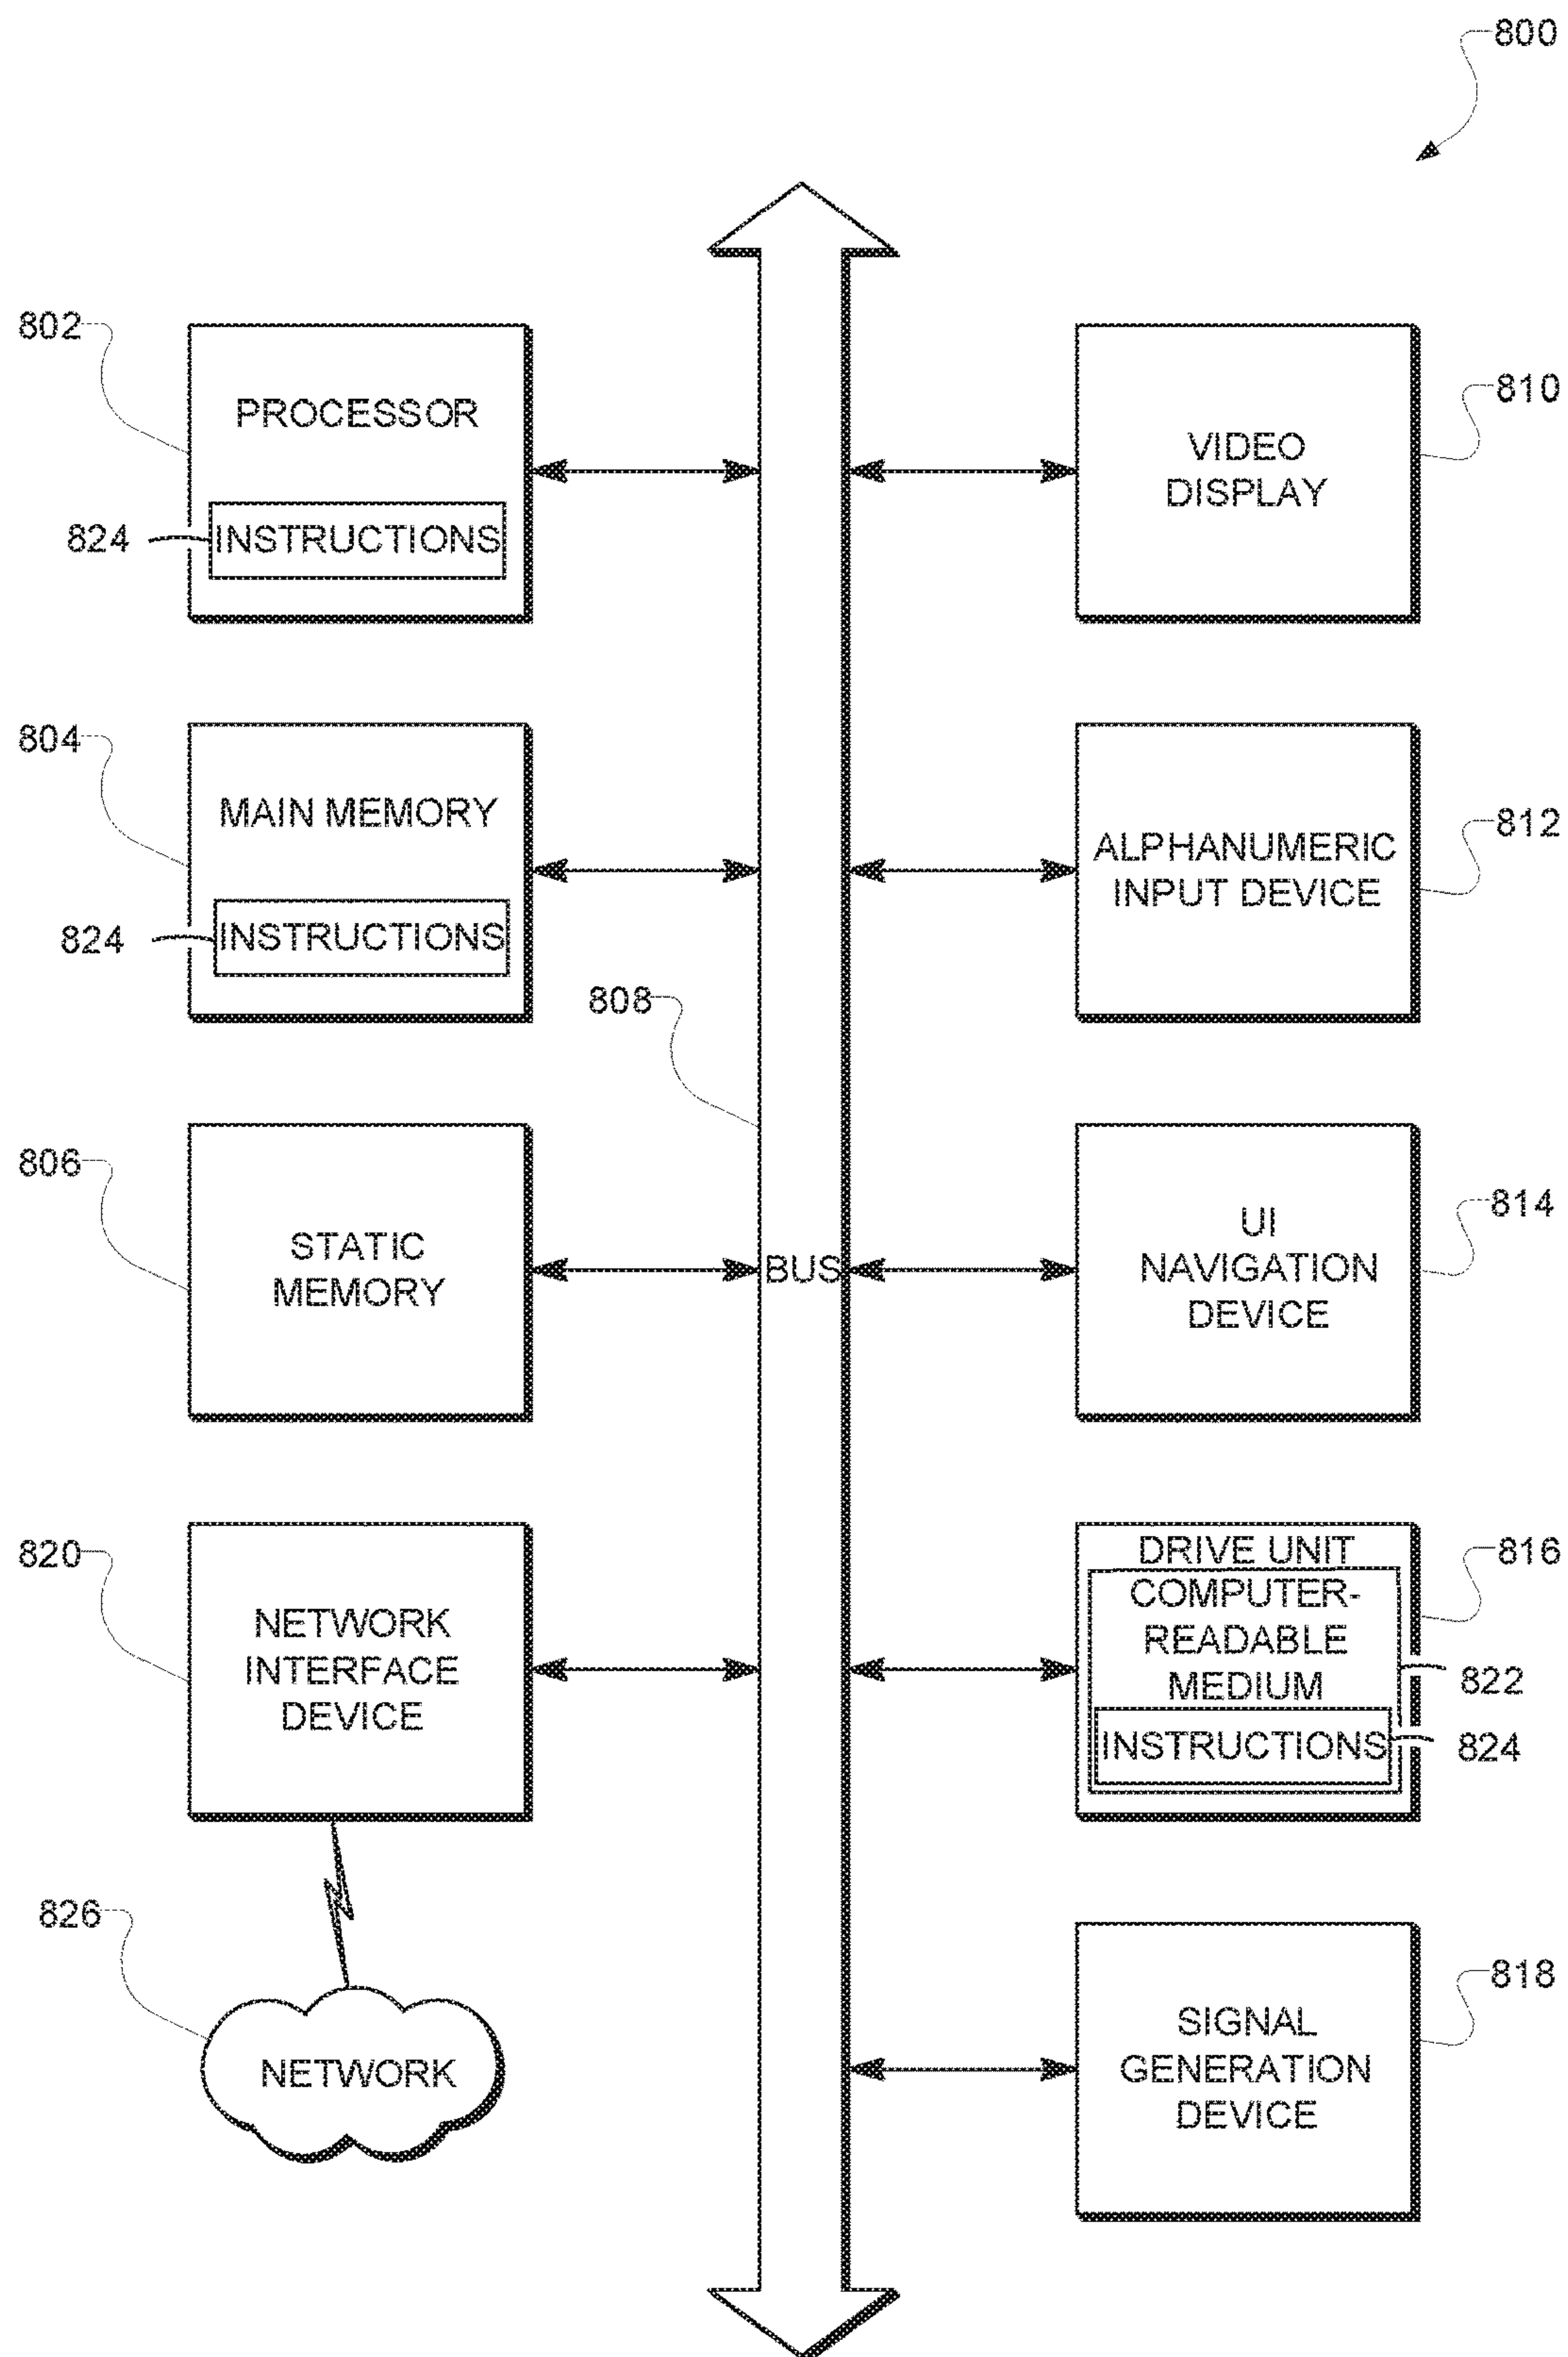 800
802
PROCESSOR
824
INSTRUCTIONS
810
VIDEO
DISPLAY
804
MAIN MEMORY
824
INSTRUCTIONS
812
ALPHANUMERIC
INPUT DEVICE
808
BUS
806
STATIC
MEMORY
814
UI
NAVIGATION
DEVICE
820
NETWORK
INTERFACE
DEVICE
816
DRIVE UNIT
COMPUTER-
READABLE
MEDIUM
822
INSTRUCTIONS
824
826
NETWORK
818
SIGNAL
GENERATION
DEVICE